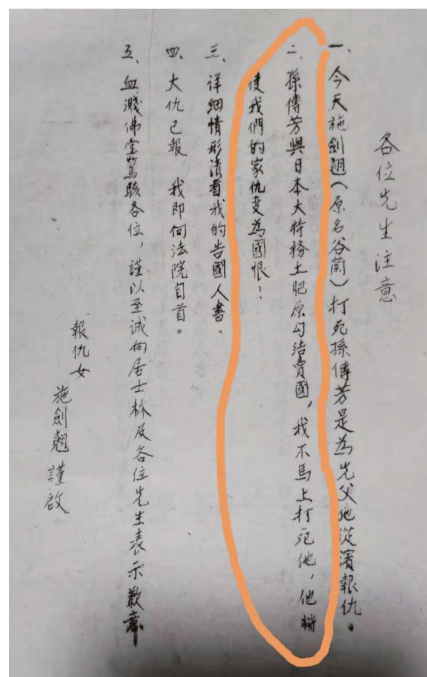 各位先生注意
一、今天施劍翹(原名谷蘭)打死孫傳芳是為先父施從濱報仇。
二、孫傳芳與日本大特務土肥原勾结賣國,我不馬上打死他,他將
使我們的家仇变為國恨!
三、详細情形請看我的告國人書。
四、大仇已報 我即向法院自首。
五、血濺佛堂驚駭各位,謹以至诚向居士林及各位先生表示歉意
報仇女
施劍翹 謹啟